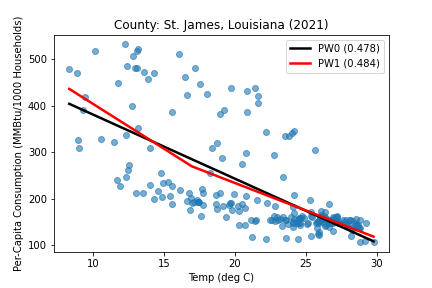 County: St. James, Louisiana (2021)
PW0 (0.478)
PW1 (0.484)
Per-Capita Consumption (MMBtu/1000 Households)
500
400
300
200
100
10
15
20
25
30
Temp (deg C)